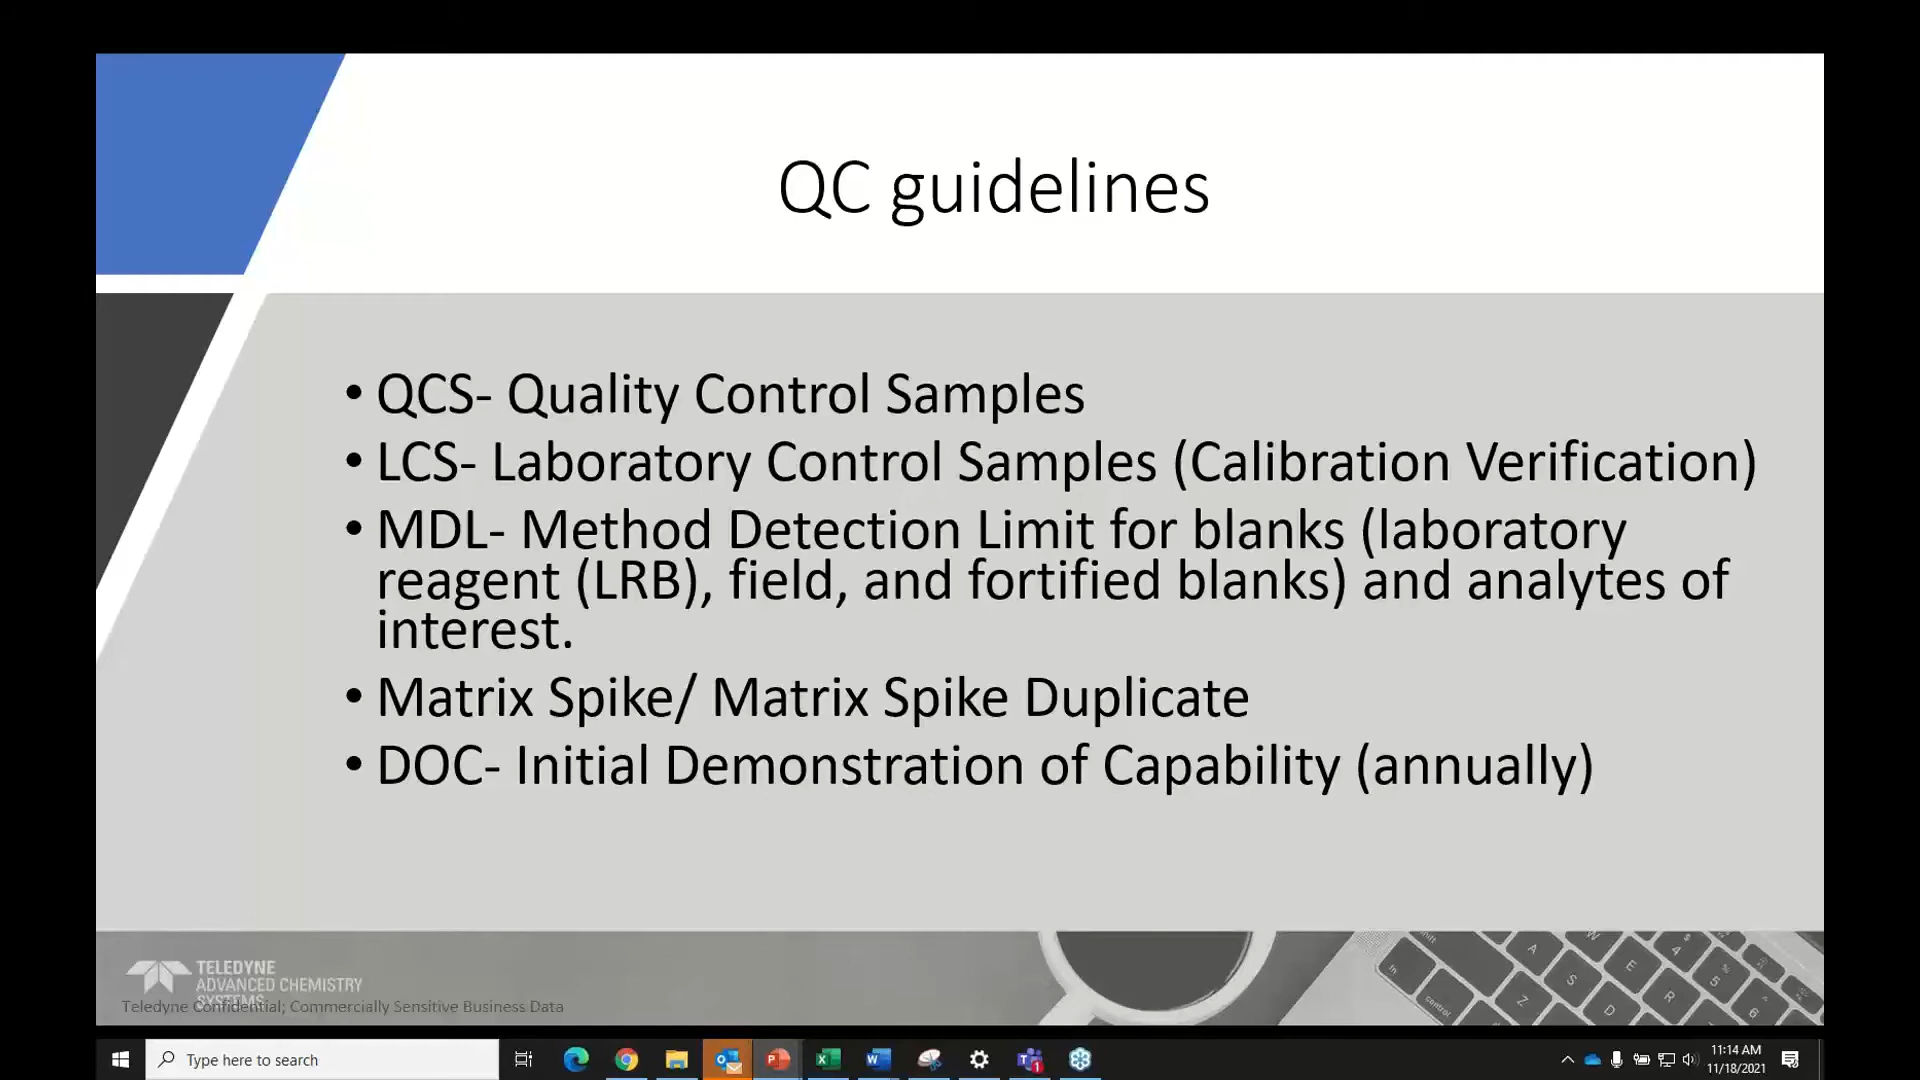 QC guidelines
• QCS- Quality Control Samples
• LCS- Laboratory Control Samples (Calibration Verification)
• MDL- Method Detection Limit for blanks (laboratory
reagent (LRB), field, and fortified blanks) and analytes of
interest.
• Matrix Spike/ Matrix Spike Duplicate
• DOC- Initial Demonstration of Capability (annually)
TELEDYNE
ADVANCED CHEMISTRY
SYSTEMS
Teledyne Confidential; Commercially Sensitive Business Data
Type here to search
11:14 AM
11/18/2021